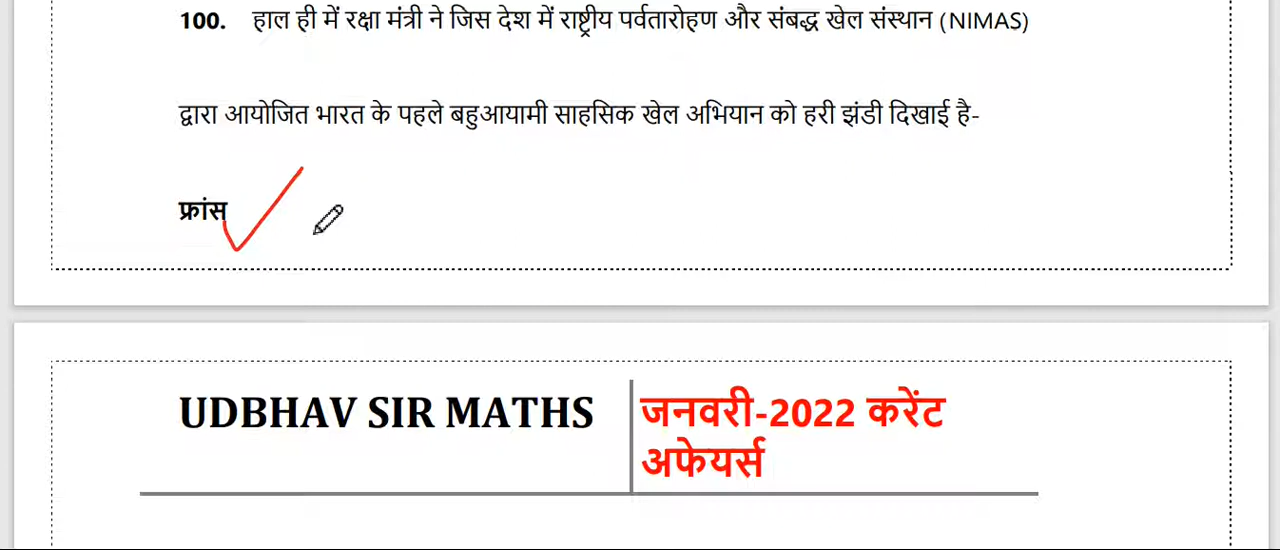 100. हाल ही में रक्षा मंत्री ने जिस देश में राष्ट्रीय पर्वतारोहण और संबद्ध खेल संस्थान (NIMAS)
द्वारा आयोजित भारत के पहले बहुआयामी साहसिक खेल अभियान को हरी झंडी दिखाई है-
फ्रांस
UDBHAV SIR MATHS
जनवरी-2022 करेंट
अफेयर्स